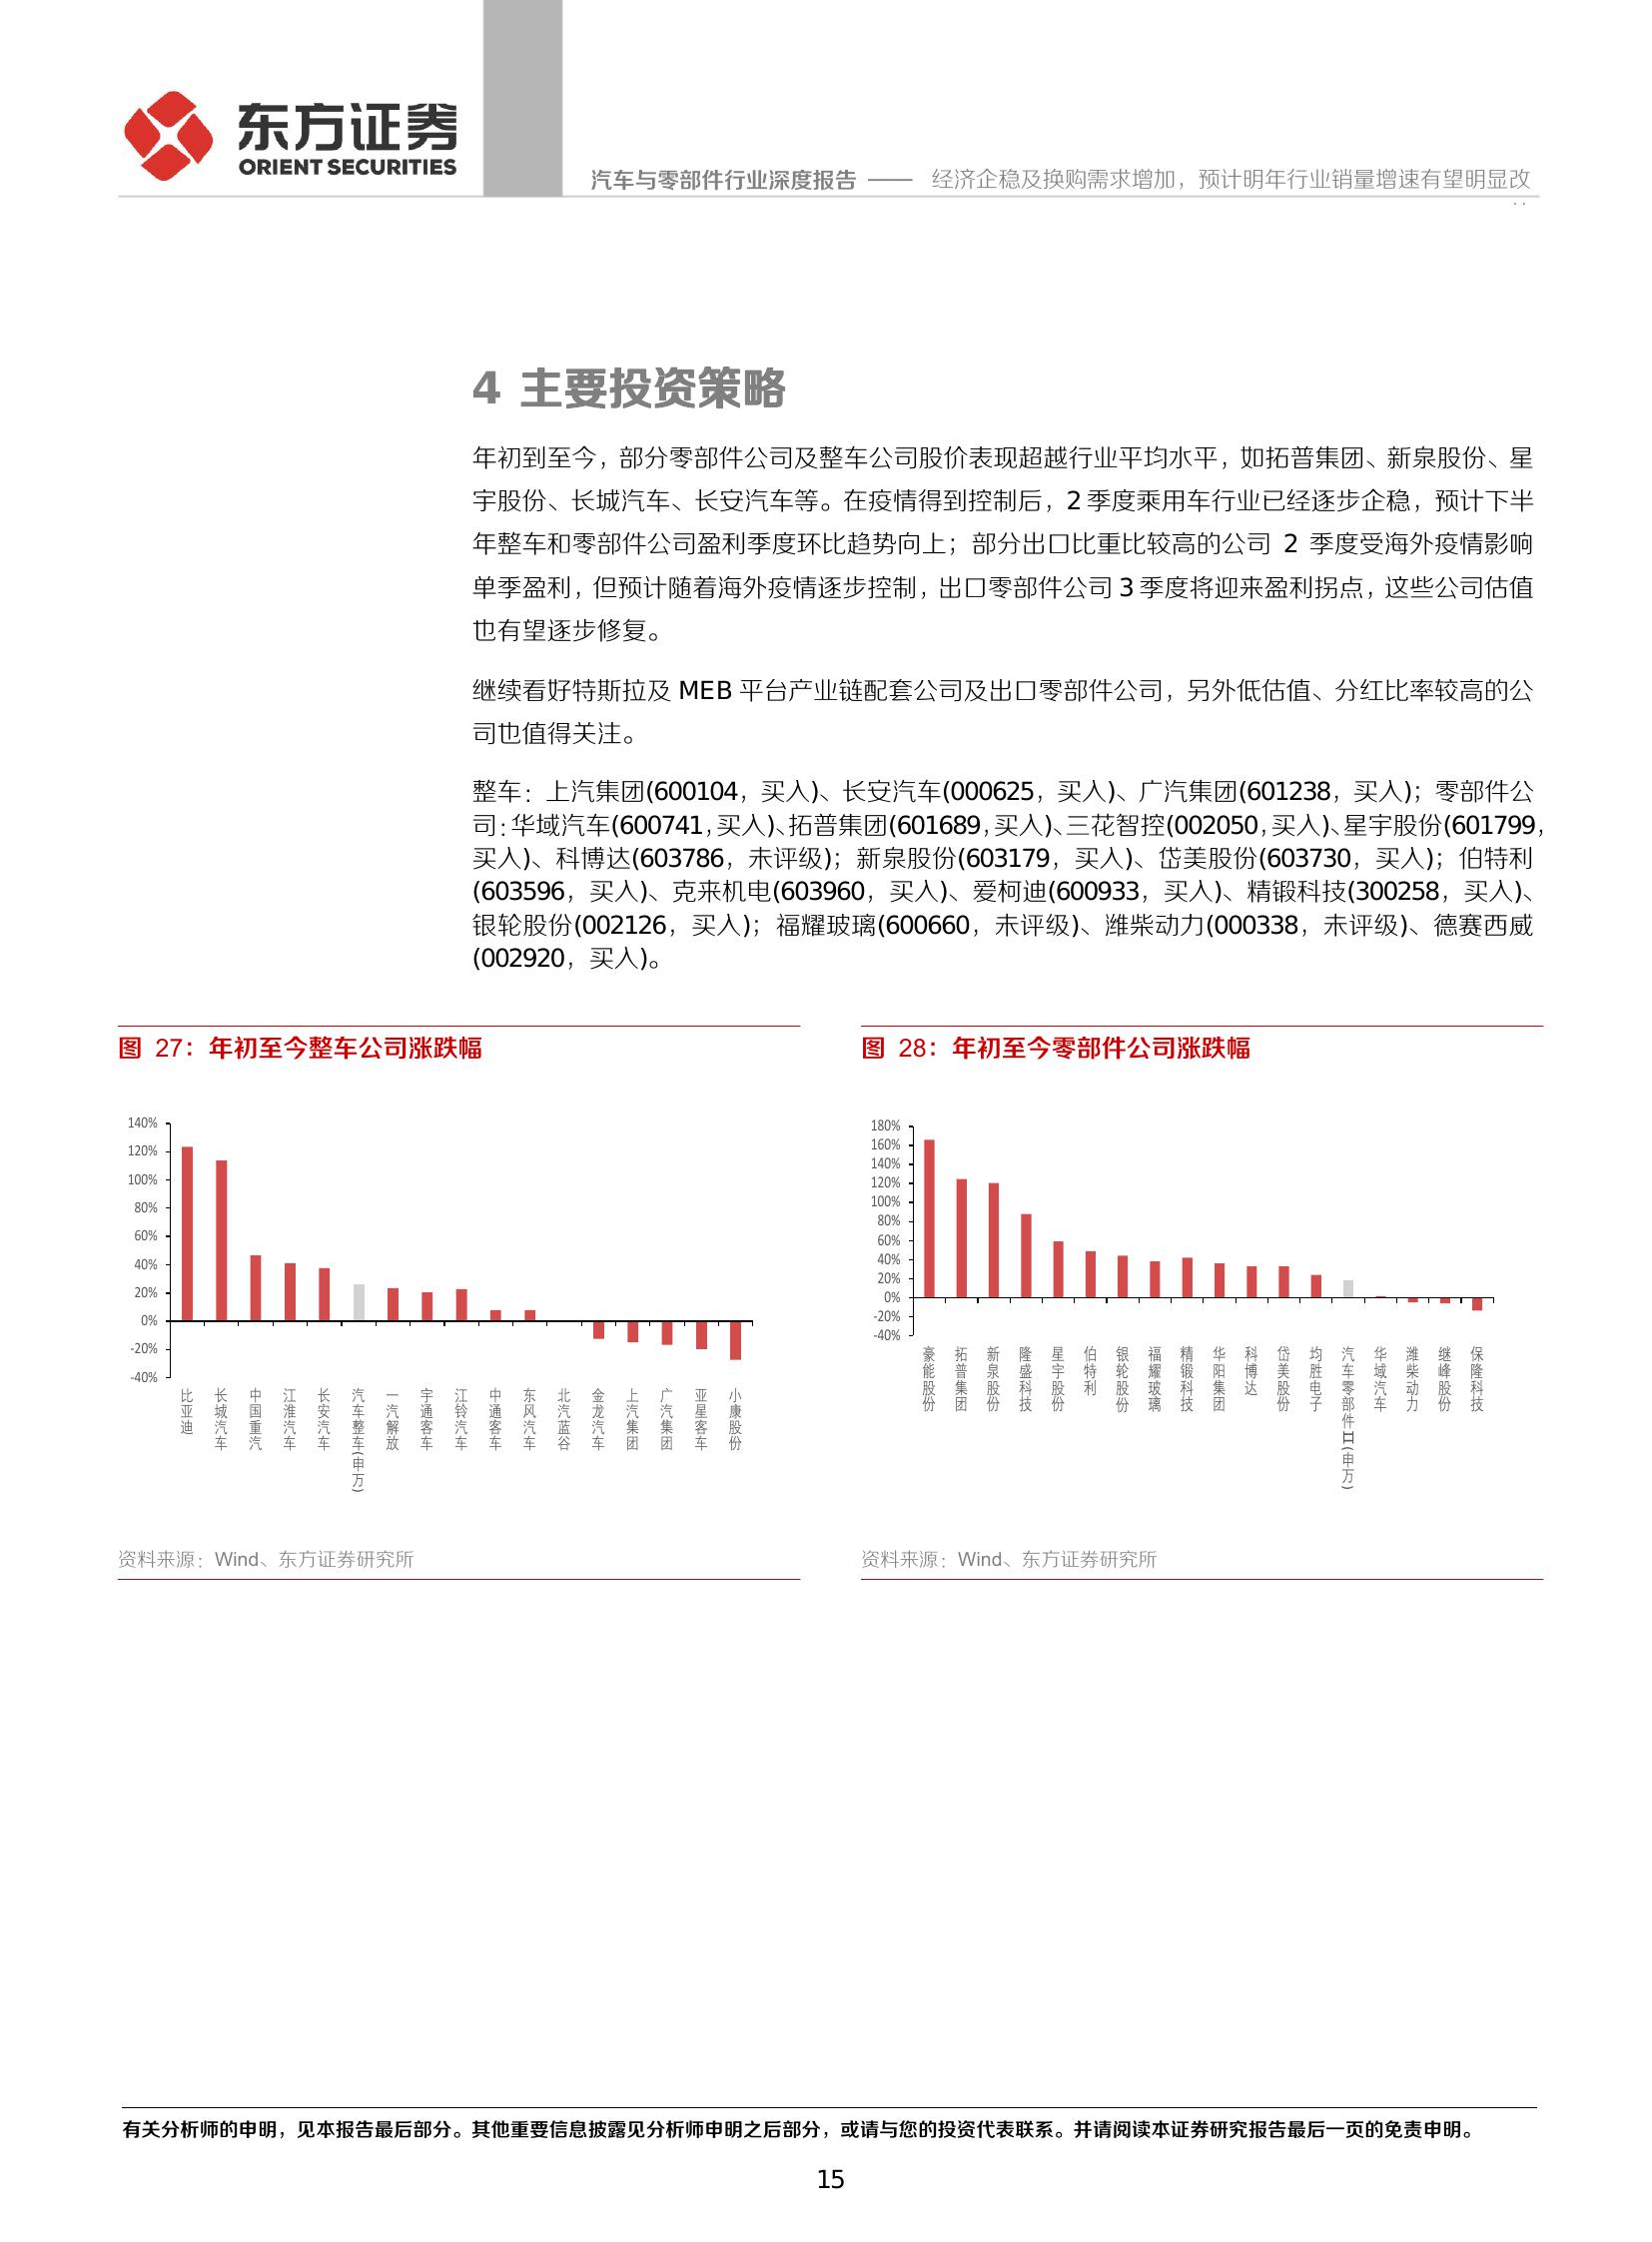 东方证券
ORIENT SECURITIES
汽车与零部件行业深度报告 —— 经济企稳及换购需求增加，预计明年行业销量增速有望明显改
4 主要投资策略
年初到至今，部分零部件公司及整车公司股价表现超越行业平均水平，如拓普集团、新泉股份、星
宇股份、长城汽车、长安汽车等。在疫情得到控制后，2 季度乘用车行业已经逐步企稳，预计下半
年整车和零部件公司盈利季度环比趋势向上；部分出口比重比较高的公司 2 季度受海外疫情影响
单季盈利，但预计随着海外疫情逐步控制，出口零部件公司 3 季度将迎来盈利拐点，这些公司估值
也有望逐步修复。
继续看好特斯拉及 MEB 平台产业链配套公司及出口零部件公司，另外低估值、分红比率较高的公
司也值得关注。
整车：上汽集团(600104，买入)、长安汽车(000625，买入)、广汽集团(601238，买入)；零部件公
司：华域汽车(600741，买入)、拓普集团(601689，买入)、三花智控(002050，买入)、星宇股份(601799，
买入)、科博达(603786，未评级)；新泉股份(603179，买入)、岱美股份(603730，买入)；伯特利
(603596，买入)、克来机电(603960，买入)、爱柯迪(600933，买入)、精锻科技(300258，买入)、
银轮股份(002126，买入)；福耀玻璃(600660，未评级)、潍柴动力(000338，未评级)、德赛西威
(002920，买入)。
图 27：年初至今整车公司涨跌幅
140%
120%
100%
80%
60%
40%
20%
0%
-20%
-40%
比亚迪
长城汽车
中国重汽
江淮汽车
长安汽车
汽车整车(申万)
一汽解放
宇通客车
江铃汽车
中通客车
东风汽车
北汽蓝谷
金龙汽车
上汽集团
广汽集团
亚星客车
小康股份
资料来源：Wind、东方证券研究所
图 28：年初至今零部件公司涨跌幅
180%
160%
140%
120%
100%
80%
60%
40%
20%
0%
-20%
-40%
豪能股份
拓普集团
新泉股份
隆盛科技
星宇股份
伯特利
银轮股份
福耀玻璃
精锻科技
华阳集团
科博达
岱美股份
均胜电子
汽车零部件Ⅱ(申万)
华域汽车
潍柴动力
继峰股份
保隆科技
资料来源：Wind、东方证券研究所
有关分析师的申明，见本报告最后部分。其他重要信息披露见分析师申明之后部分，或请与您的投资代表联系。并请阅读本证券研究报告最后一页的免责申明。
15